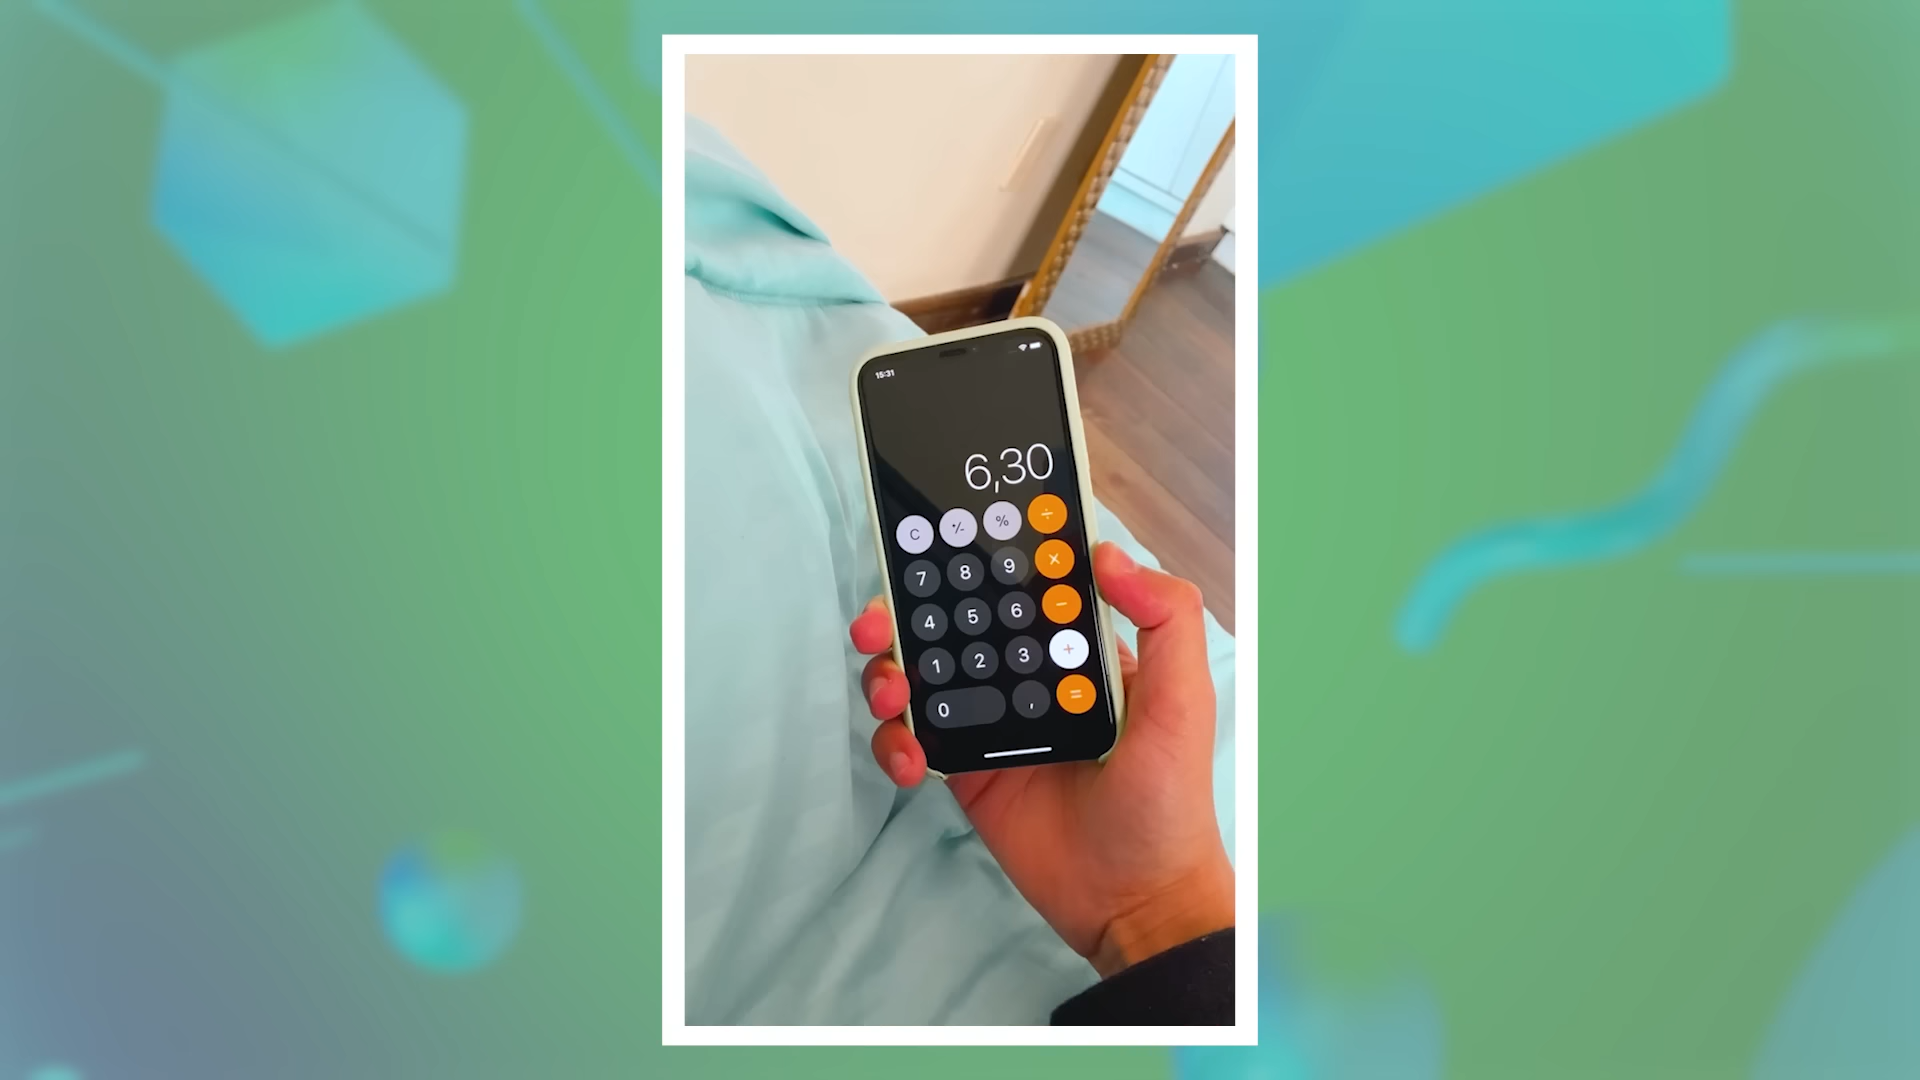 15:31
6,30
C ⁺⁄₋ % ÷
7 8 9 ×
4 5 6 −
1 2 3 +
0 , =